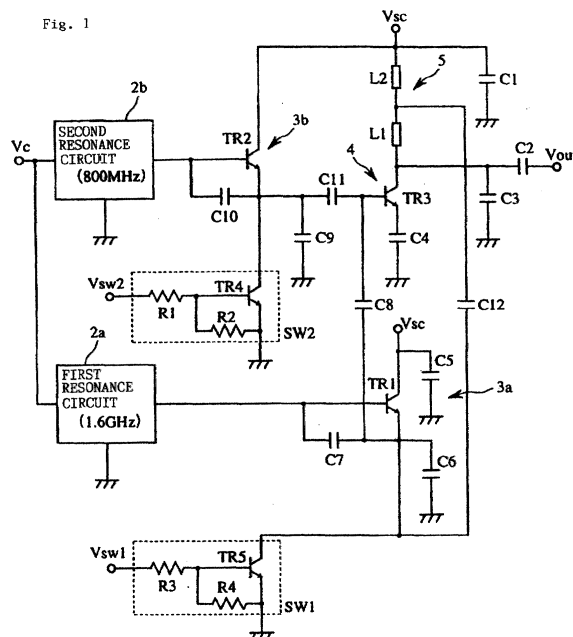 Fig. 1
Vsc
2b
L2
5
C1
SECOND
RESONANCE
CIRCUIT
(800MHz)
Vc
TR2
3b
L1
C2
Vou
C10
C11
4
TR3
C3
C9
C4
Vsw2
R1
TR4
R2
SW2
C8
C12
Vsc
2a
FIRST
RESONANCE
CIRCUIT
(1.6GHz)
TR1
C5
3a
C7
C6
Vsw1
R3
TR5
R4
SW1